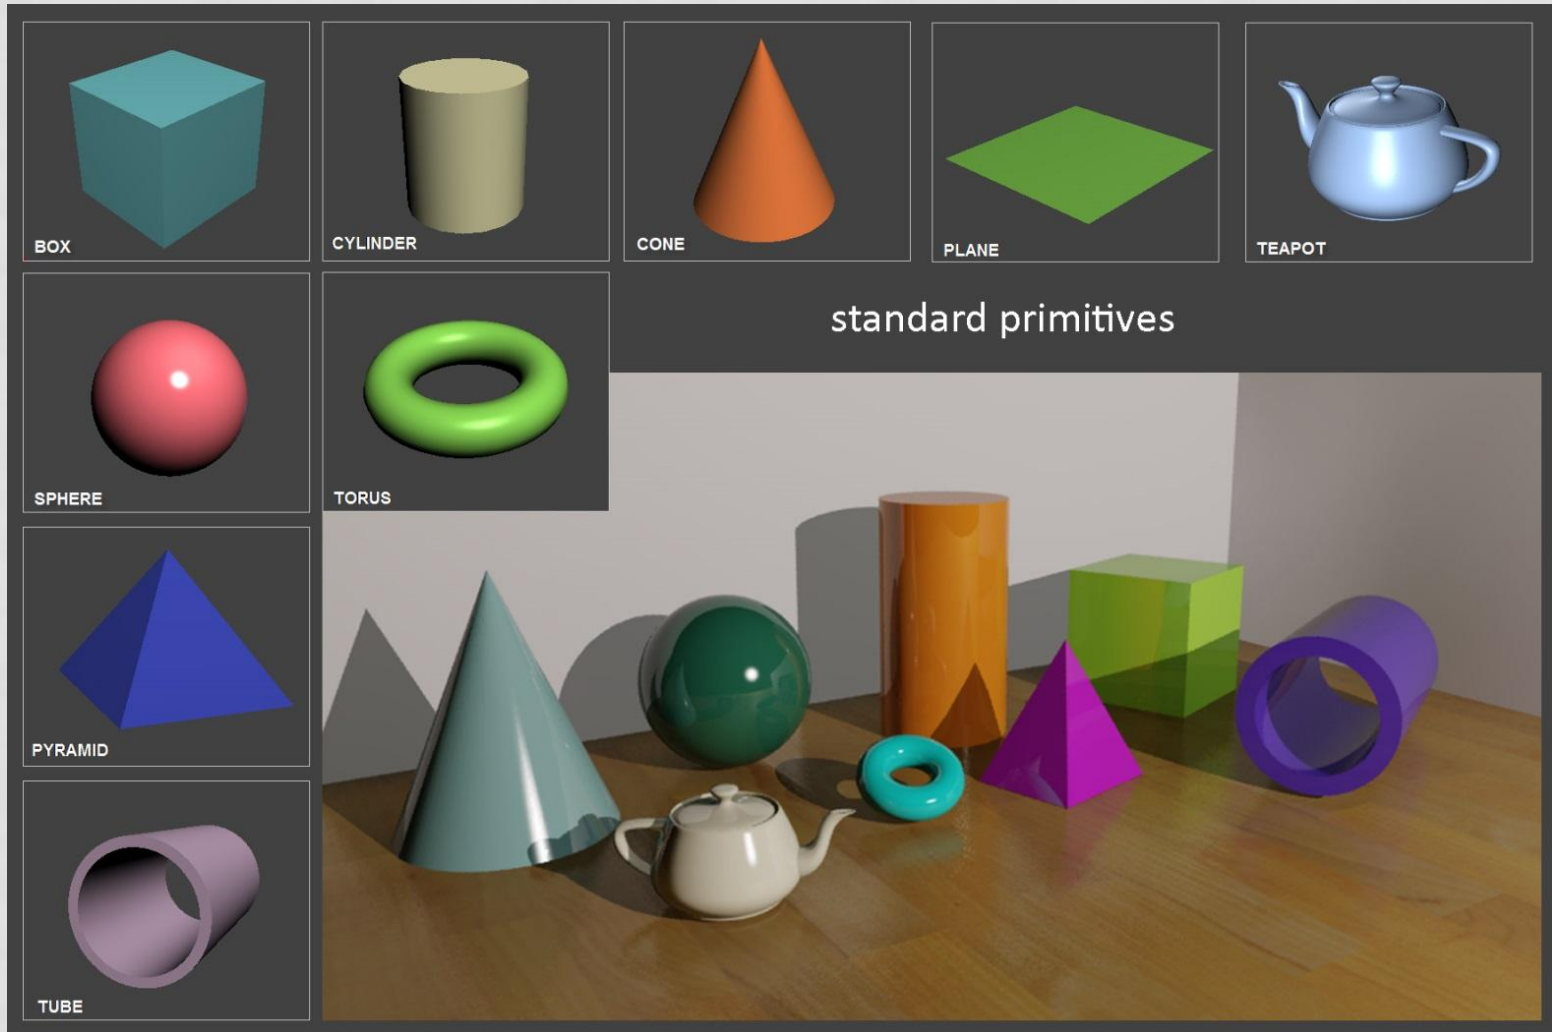 BOX
CYLINDER
CONE
PLANE
TEAPOT
standard primitives
SPHERE
TORUS
PYRAMID
TUBE